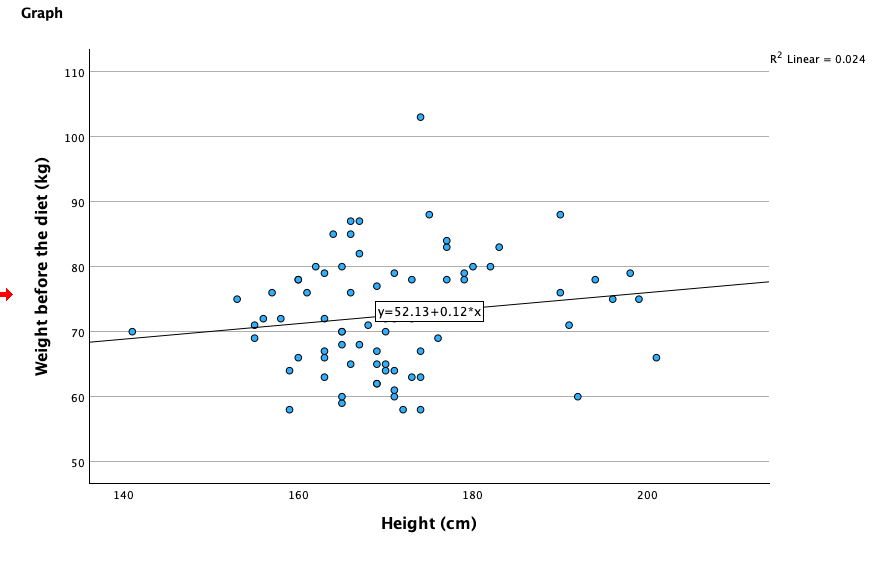 Graph
R² Linear = 0.024
110
100
90
80
70
60
50
Weight before the diet (kg)
y=52.13+0.12*x
140 160 180 200
Height (cm)